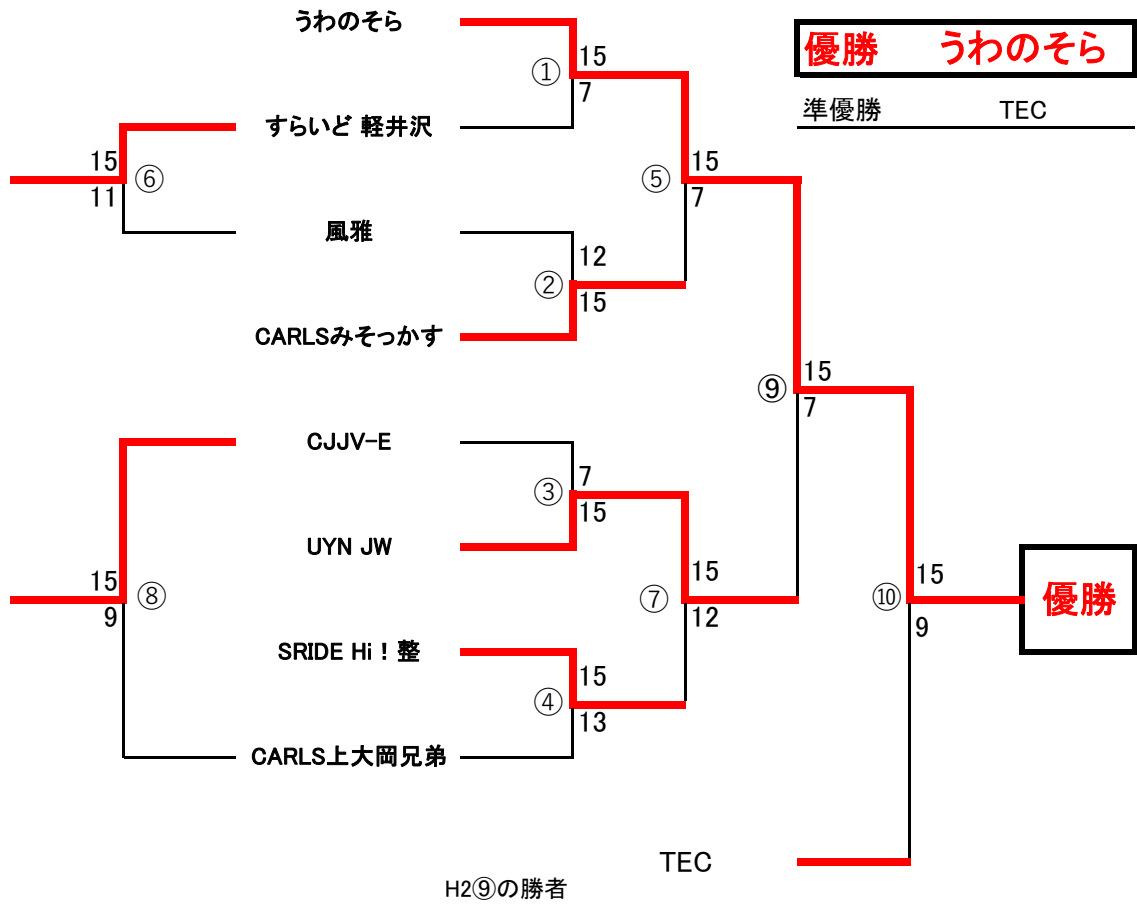 うわのそら
優勝 うわのそら
15
①
7
準優勝 TEC
すらいど 軽井沢
15
⑥
11
15
⑤
7
風雅
12
②
15
CARLSみそっかす
15
⑨
7
CJJV-E
7
③
15
UYN JW
15
⑧
9
15
⑦
12
15
⑩
9
優勝
SRIDE Hi！整
15
④
13
CARLS上大岡兄弟
TEC
H2⑨の勝者